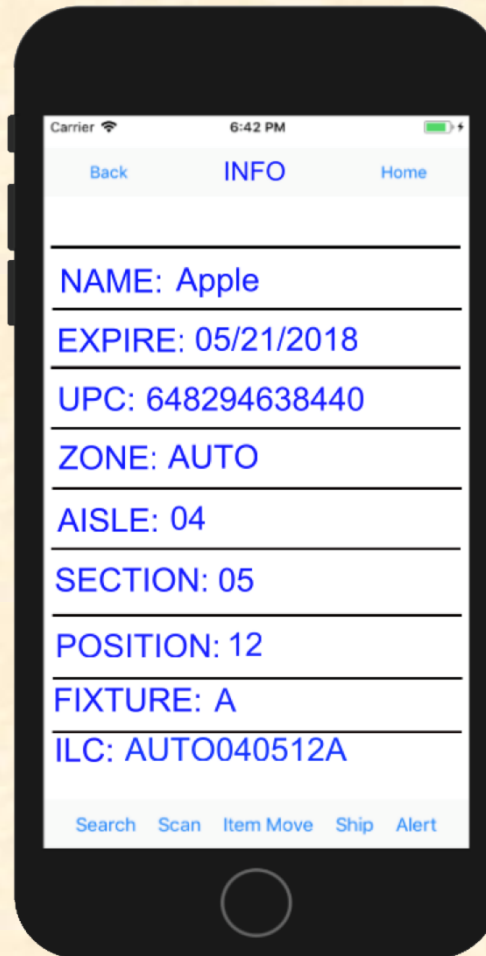 Carrier 6:42 PM
Back INFO Home
NAME: Apple
EXPIRE: 05/21/2018
UPC: 648294638440
ZONE: AUTO
AISLE: 04
SECTION: 05
POSITION: 12
FIXTURE: A
ILC: AUTO040512A
Search Scan Item Move Ship Alert